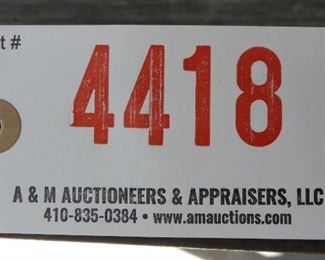 t #
4418
A & M AUCTIONEERS & APPRAISERS, LLC
410-835-0384 • www.amauctions.com